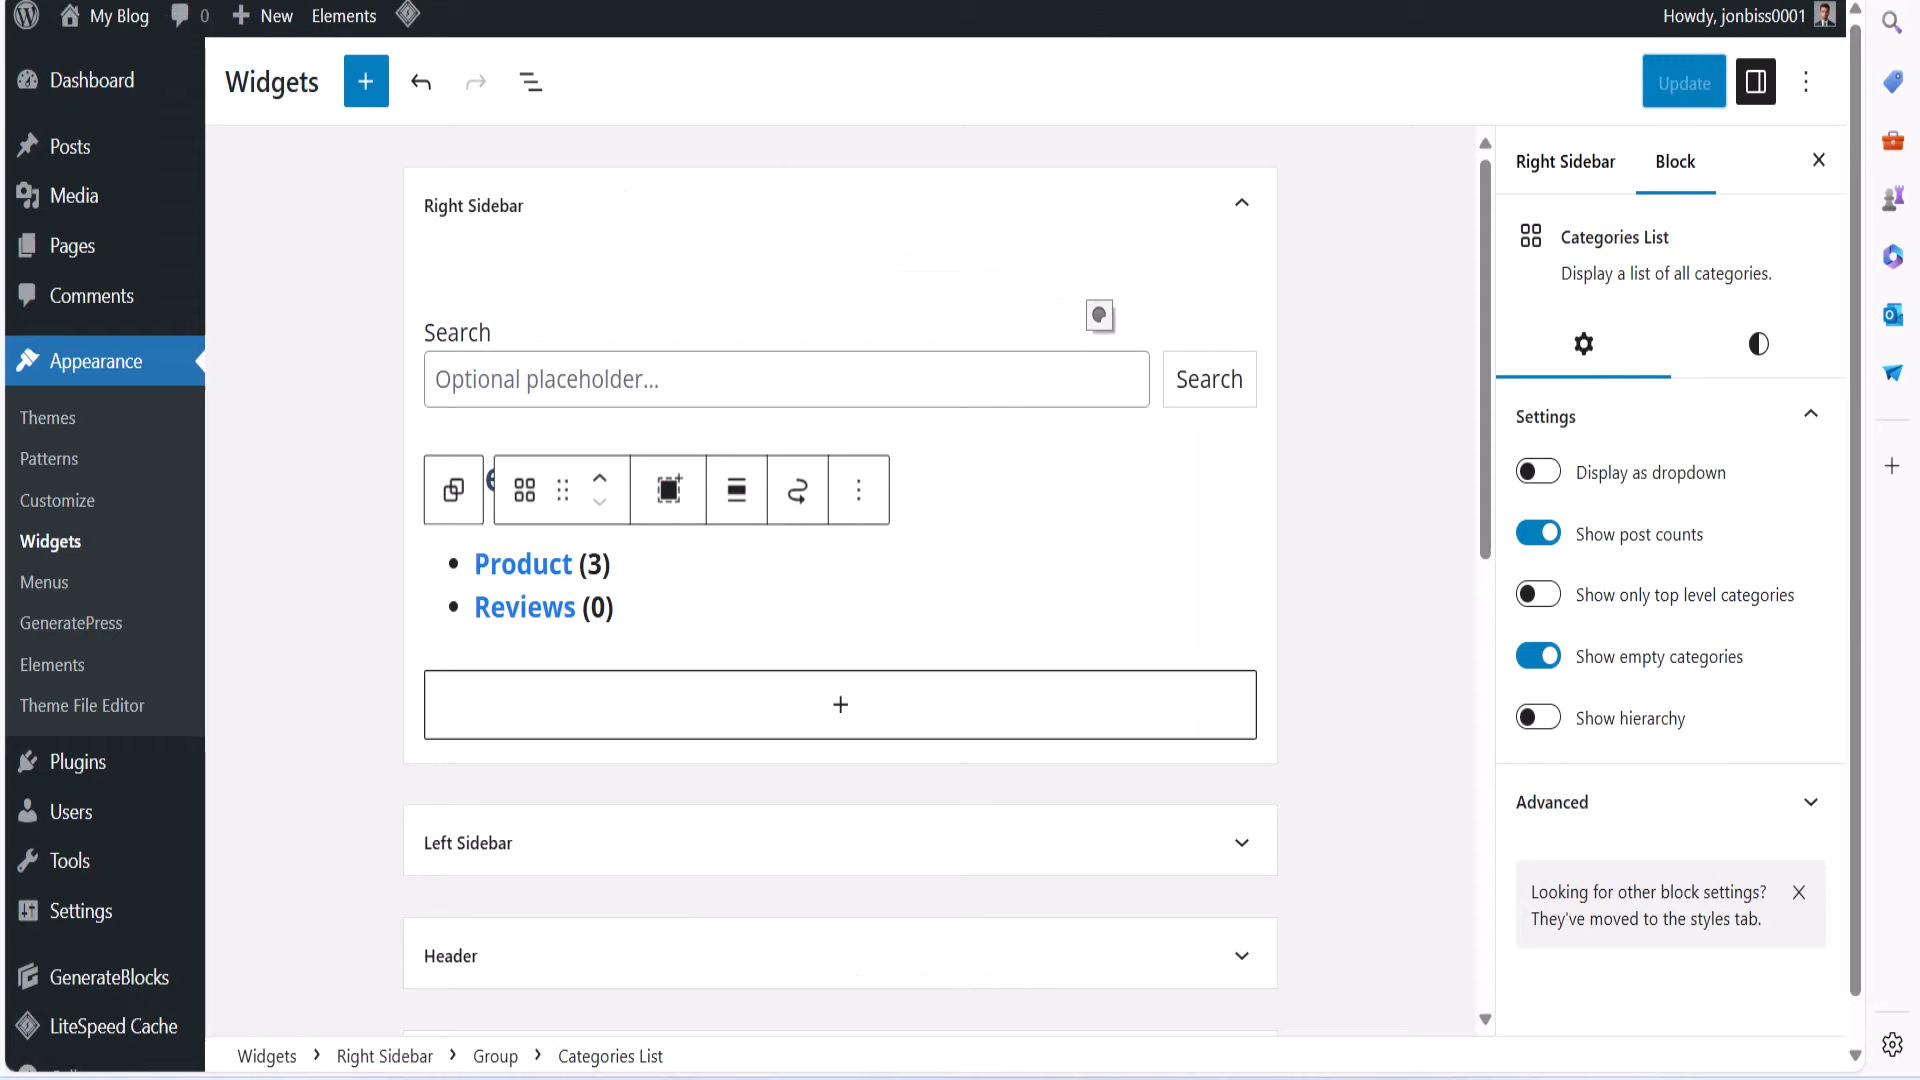 My Blog 0 New Elements Howdy, jonbiss0001
Dashboard
Posts
Media
Pages
Comments
Appearance
Themes
Patterns
Customize
Widgets
Menus
GeneratePress
Elements
Theme File Editor
Plugins
Users
Tools
Settings
GenerateBlocks
LiteSpeed Cache
Widgets
Update
Right Sidebar
Search
Optional placeholder...
Search
Product (3)
Reviews (0)
Left Sidebar
Header
Right Sidebar Block
Categories List
Display a list of all categories.
Settings
Display as dropdown
Show post counts
Show only top level categories
Show empty categories
Show hierarchy
Advanced
Looking for other block settings?
They've moved to the styles tab.
Widgets › Right Sidebar › Group › Categories List